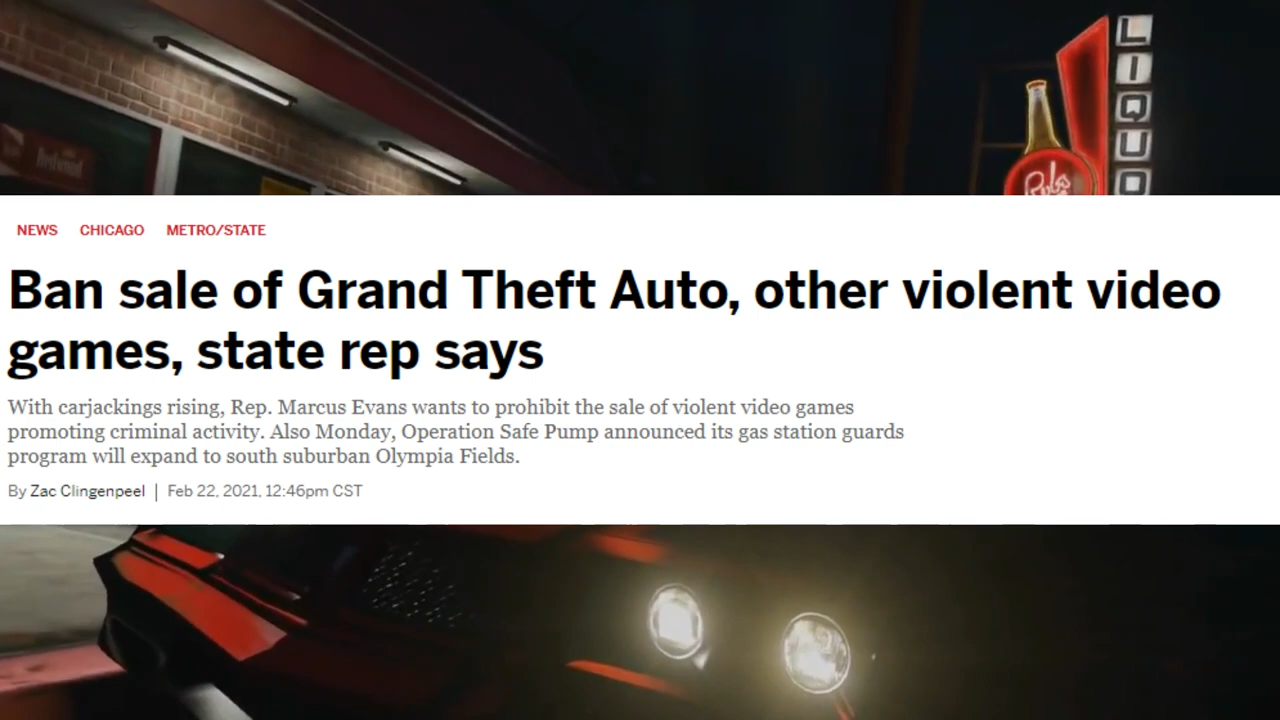 LIQUO
Redwood
NEWS CHICAGO METRO/STATE
Ban sale of Grand Theft Auto, other violent video
games, state rep says
With carjackings rising, Rep. Marcus Evans wants to prohibit the sale of violent video games
promoting criminal activity. Also Monday, Operation Safe Pump announced its gas station guards
program will expand to south suburban Olympia Fields.
By Zac Clingenpeel | Feb 22, 2021, 12:46pm CST